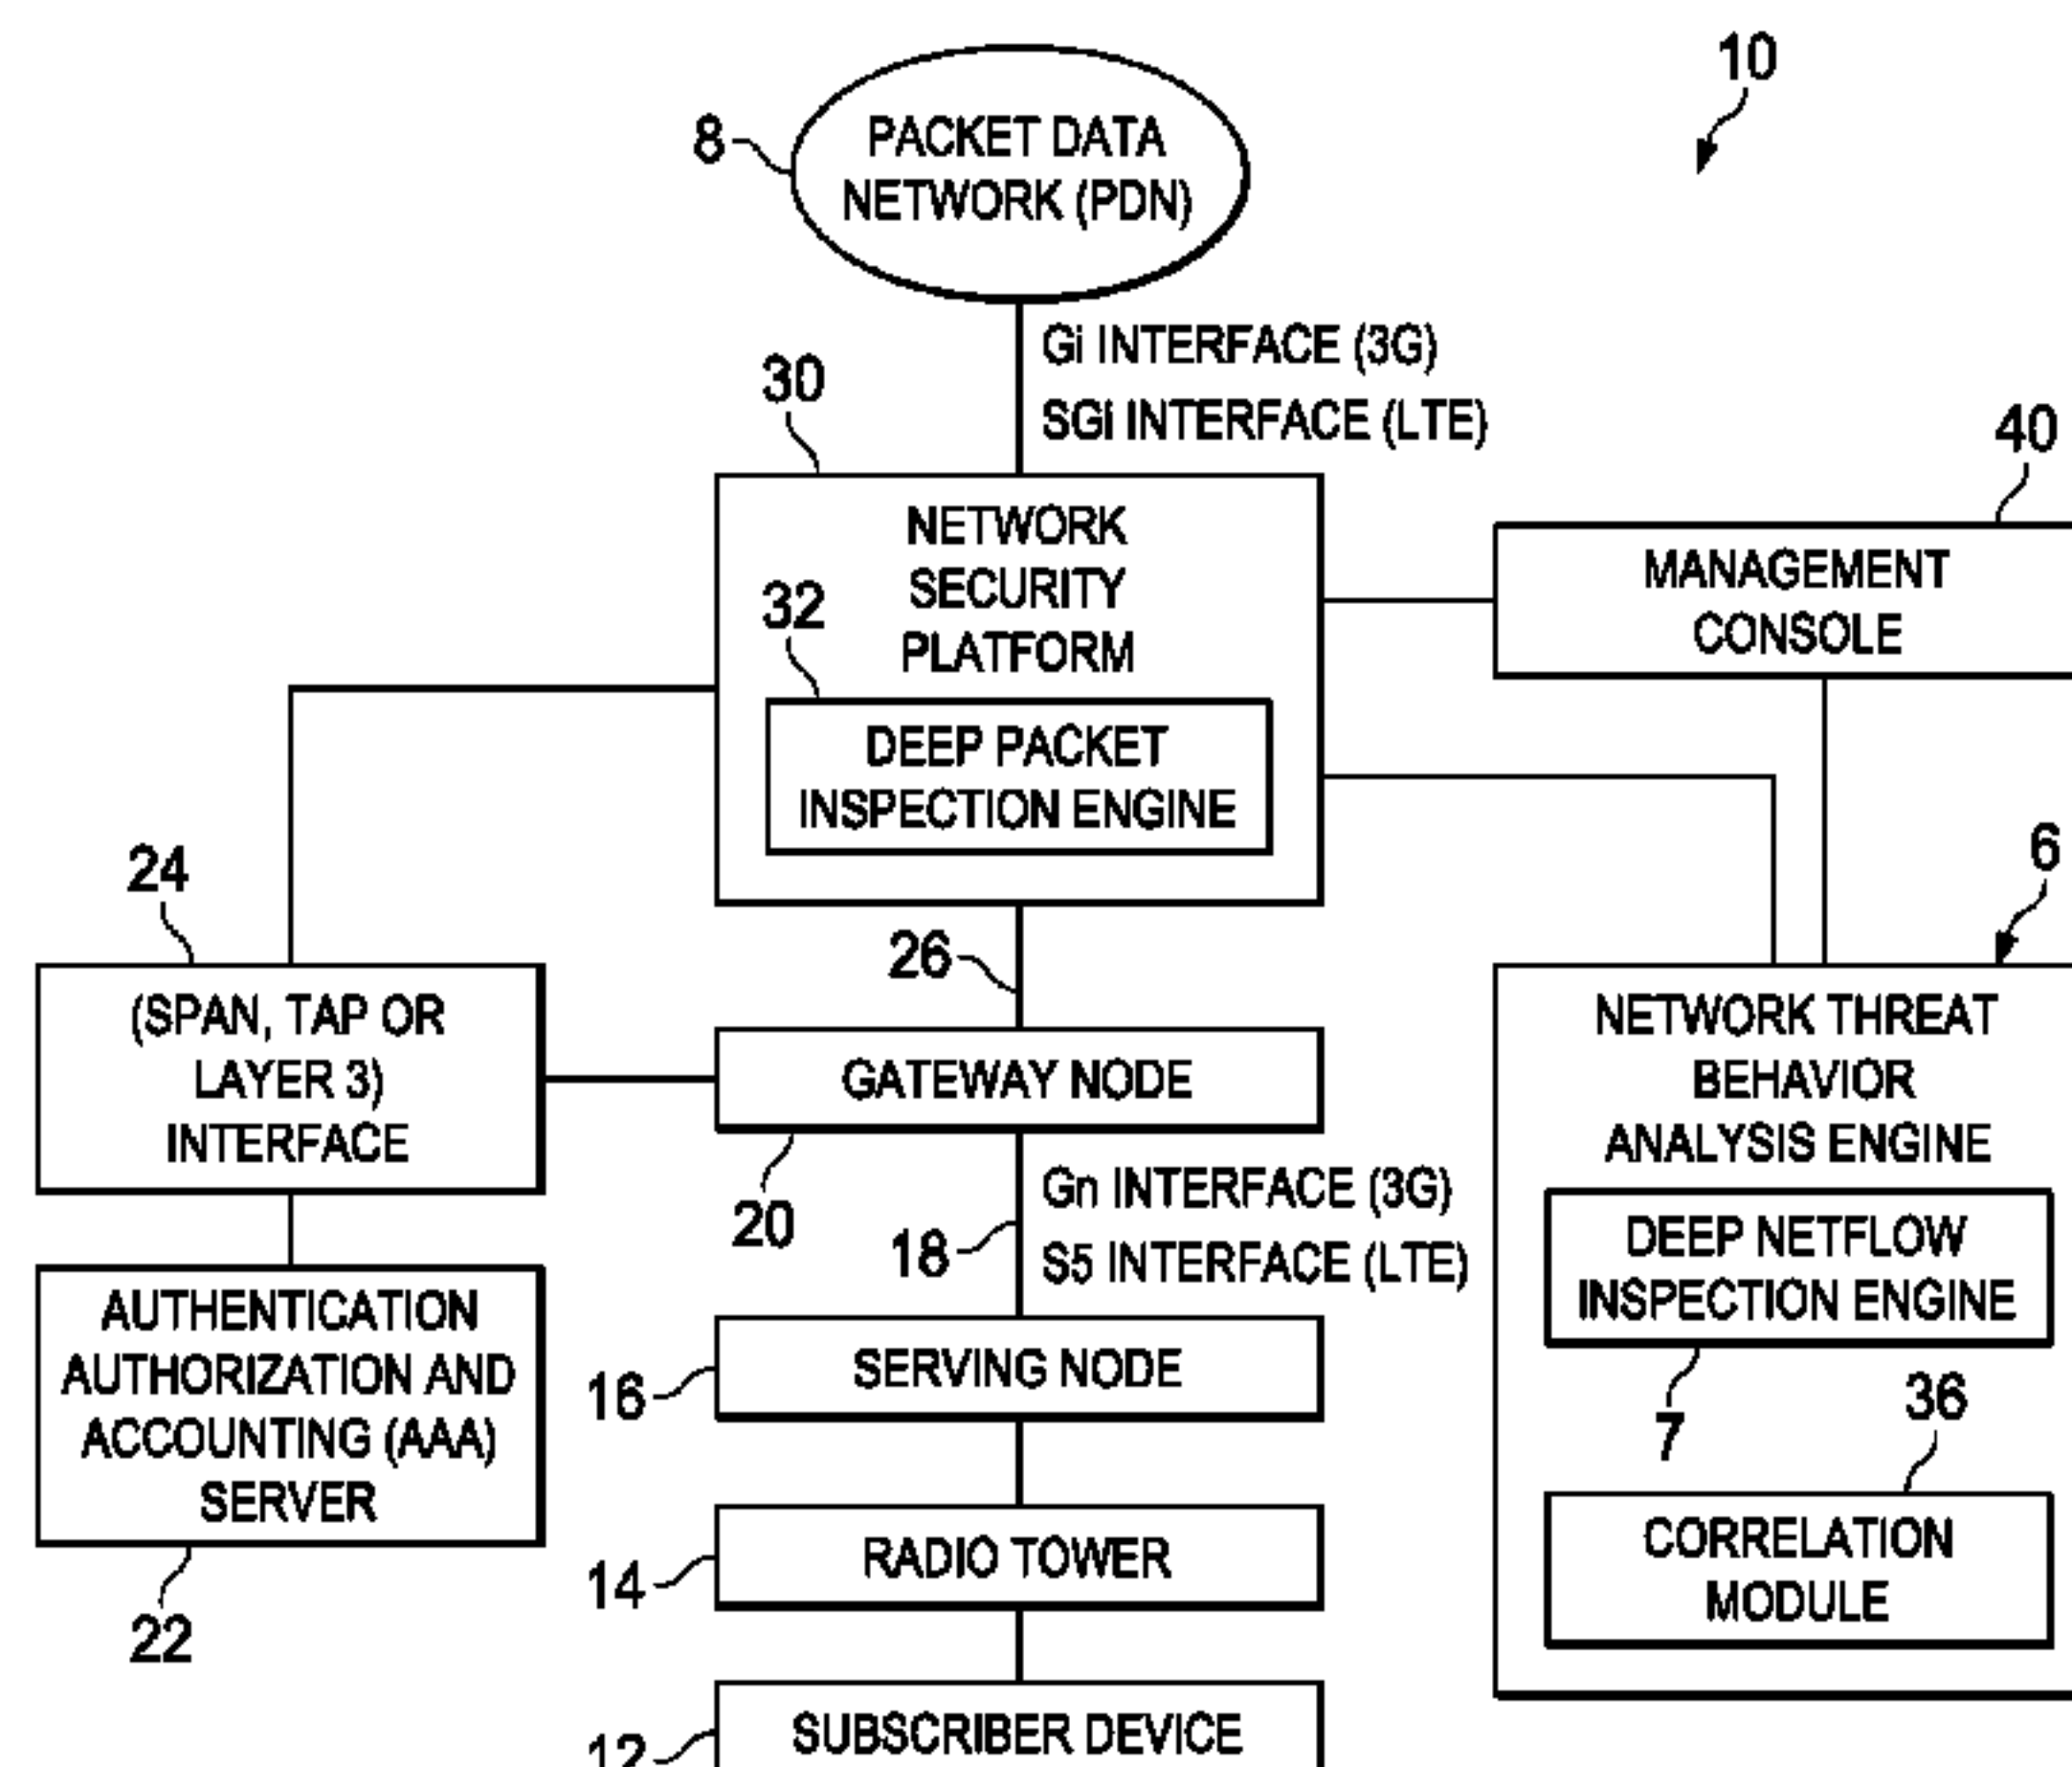 10
8
PACKET DATA
NETWORK (PDN)
Gi INTERFACE (3G)
SGi INTERFACE (LTE)
30
NETWORK
SECURITY
PLATFORM
32
DEEP PACKET
INSPECTION ENGINE
40
MANAGEMENT
CONSOLE
24
(SPAN, TAP OR
LAYER 3)
INTERFACE
26
GATEWAY NODE
20
6
NETWORK THREAT
BEHAVIOR
ANALYSIS ENGINE
DEEP NETFLOW
INSPECTION ENGINE
7
36
CORRELATION
MODULE
18
Gn INTERFACE (3G)
S5 INTERFACE (LTE)
AUTHENTICATION
AUTHORIZATION AND
ACCOUNTING (AAA)
SERVER
22
16
SERVING NODE
14
RADIO TOWER
12
SUBSCRIBER DEVICE